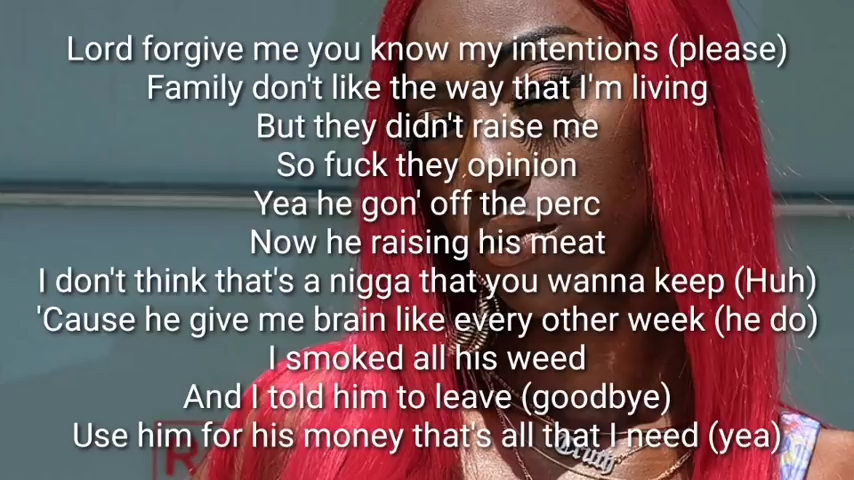 Lord forgive me you know my intentions (please)
Family don't like the way that I'm living
But they didn't raise me
So fuck they opinion
Yea he gon' off the perc
Now he raising his meat
I don't think that's a nigga that you wanna keep (Huh)
'Cause he give me brain like every other week (he do)
I smoked all his weed
And I told him to leave (goodbye)
Use him for his money that's all that I need (yea)
Truth
R